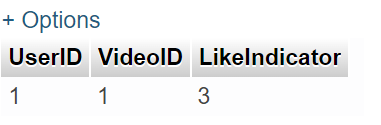 + Options
UserID VideoID LikeIndicator
1 1 3